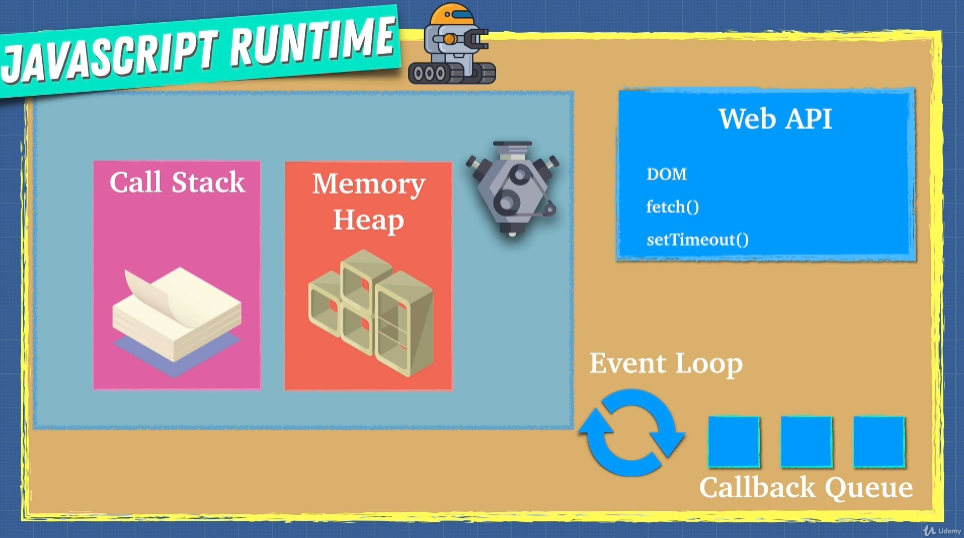 JAVASCRIPT RUNTIME
Call Stack
Memory
Heap
Web API
DOM
fetch()
setTimeout()
Event Loop
Callback Queue
Udemy